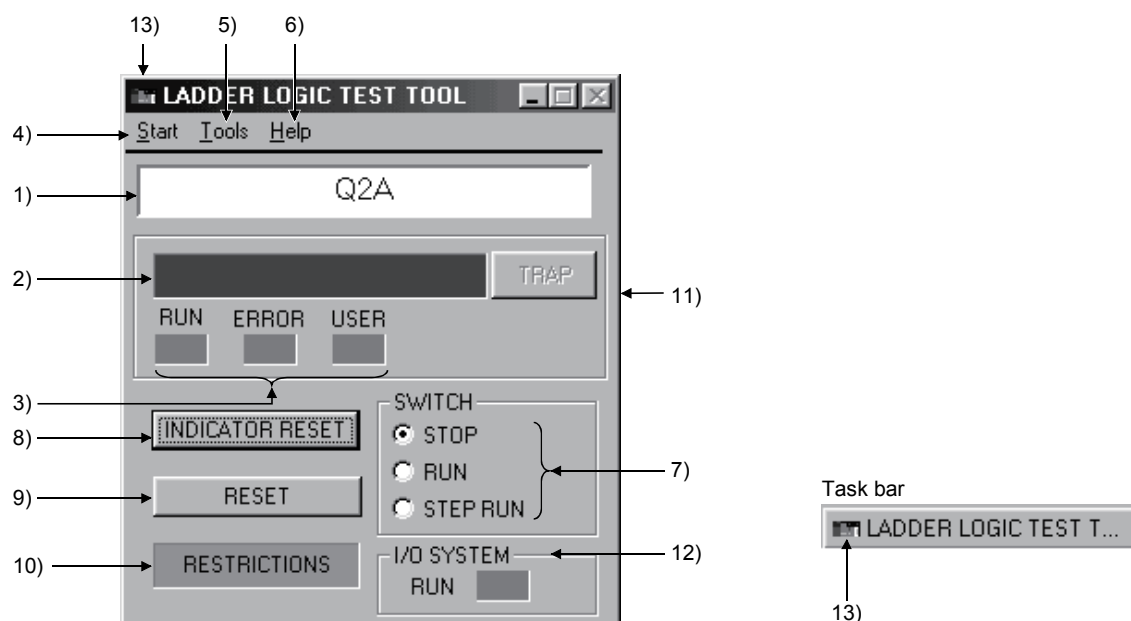 13) 5) 6)
LADDER LOGIC TEST TOOL
4) Start Tools Help
1) Q2A
2) TRAP
11)
RUN ERROR USER
3)
SWITCH
8) INDICATOR RESET
STOP
RUN
7)
9) RESET
STEP RUN
Task bar
LADDER LOGIC TEST T...
10) RESTRICTIONS
I/O SYSTEM 12)
RUN
13)